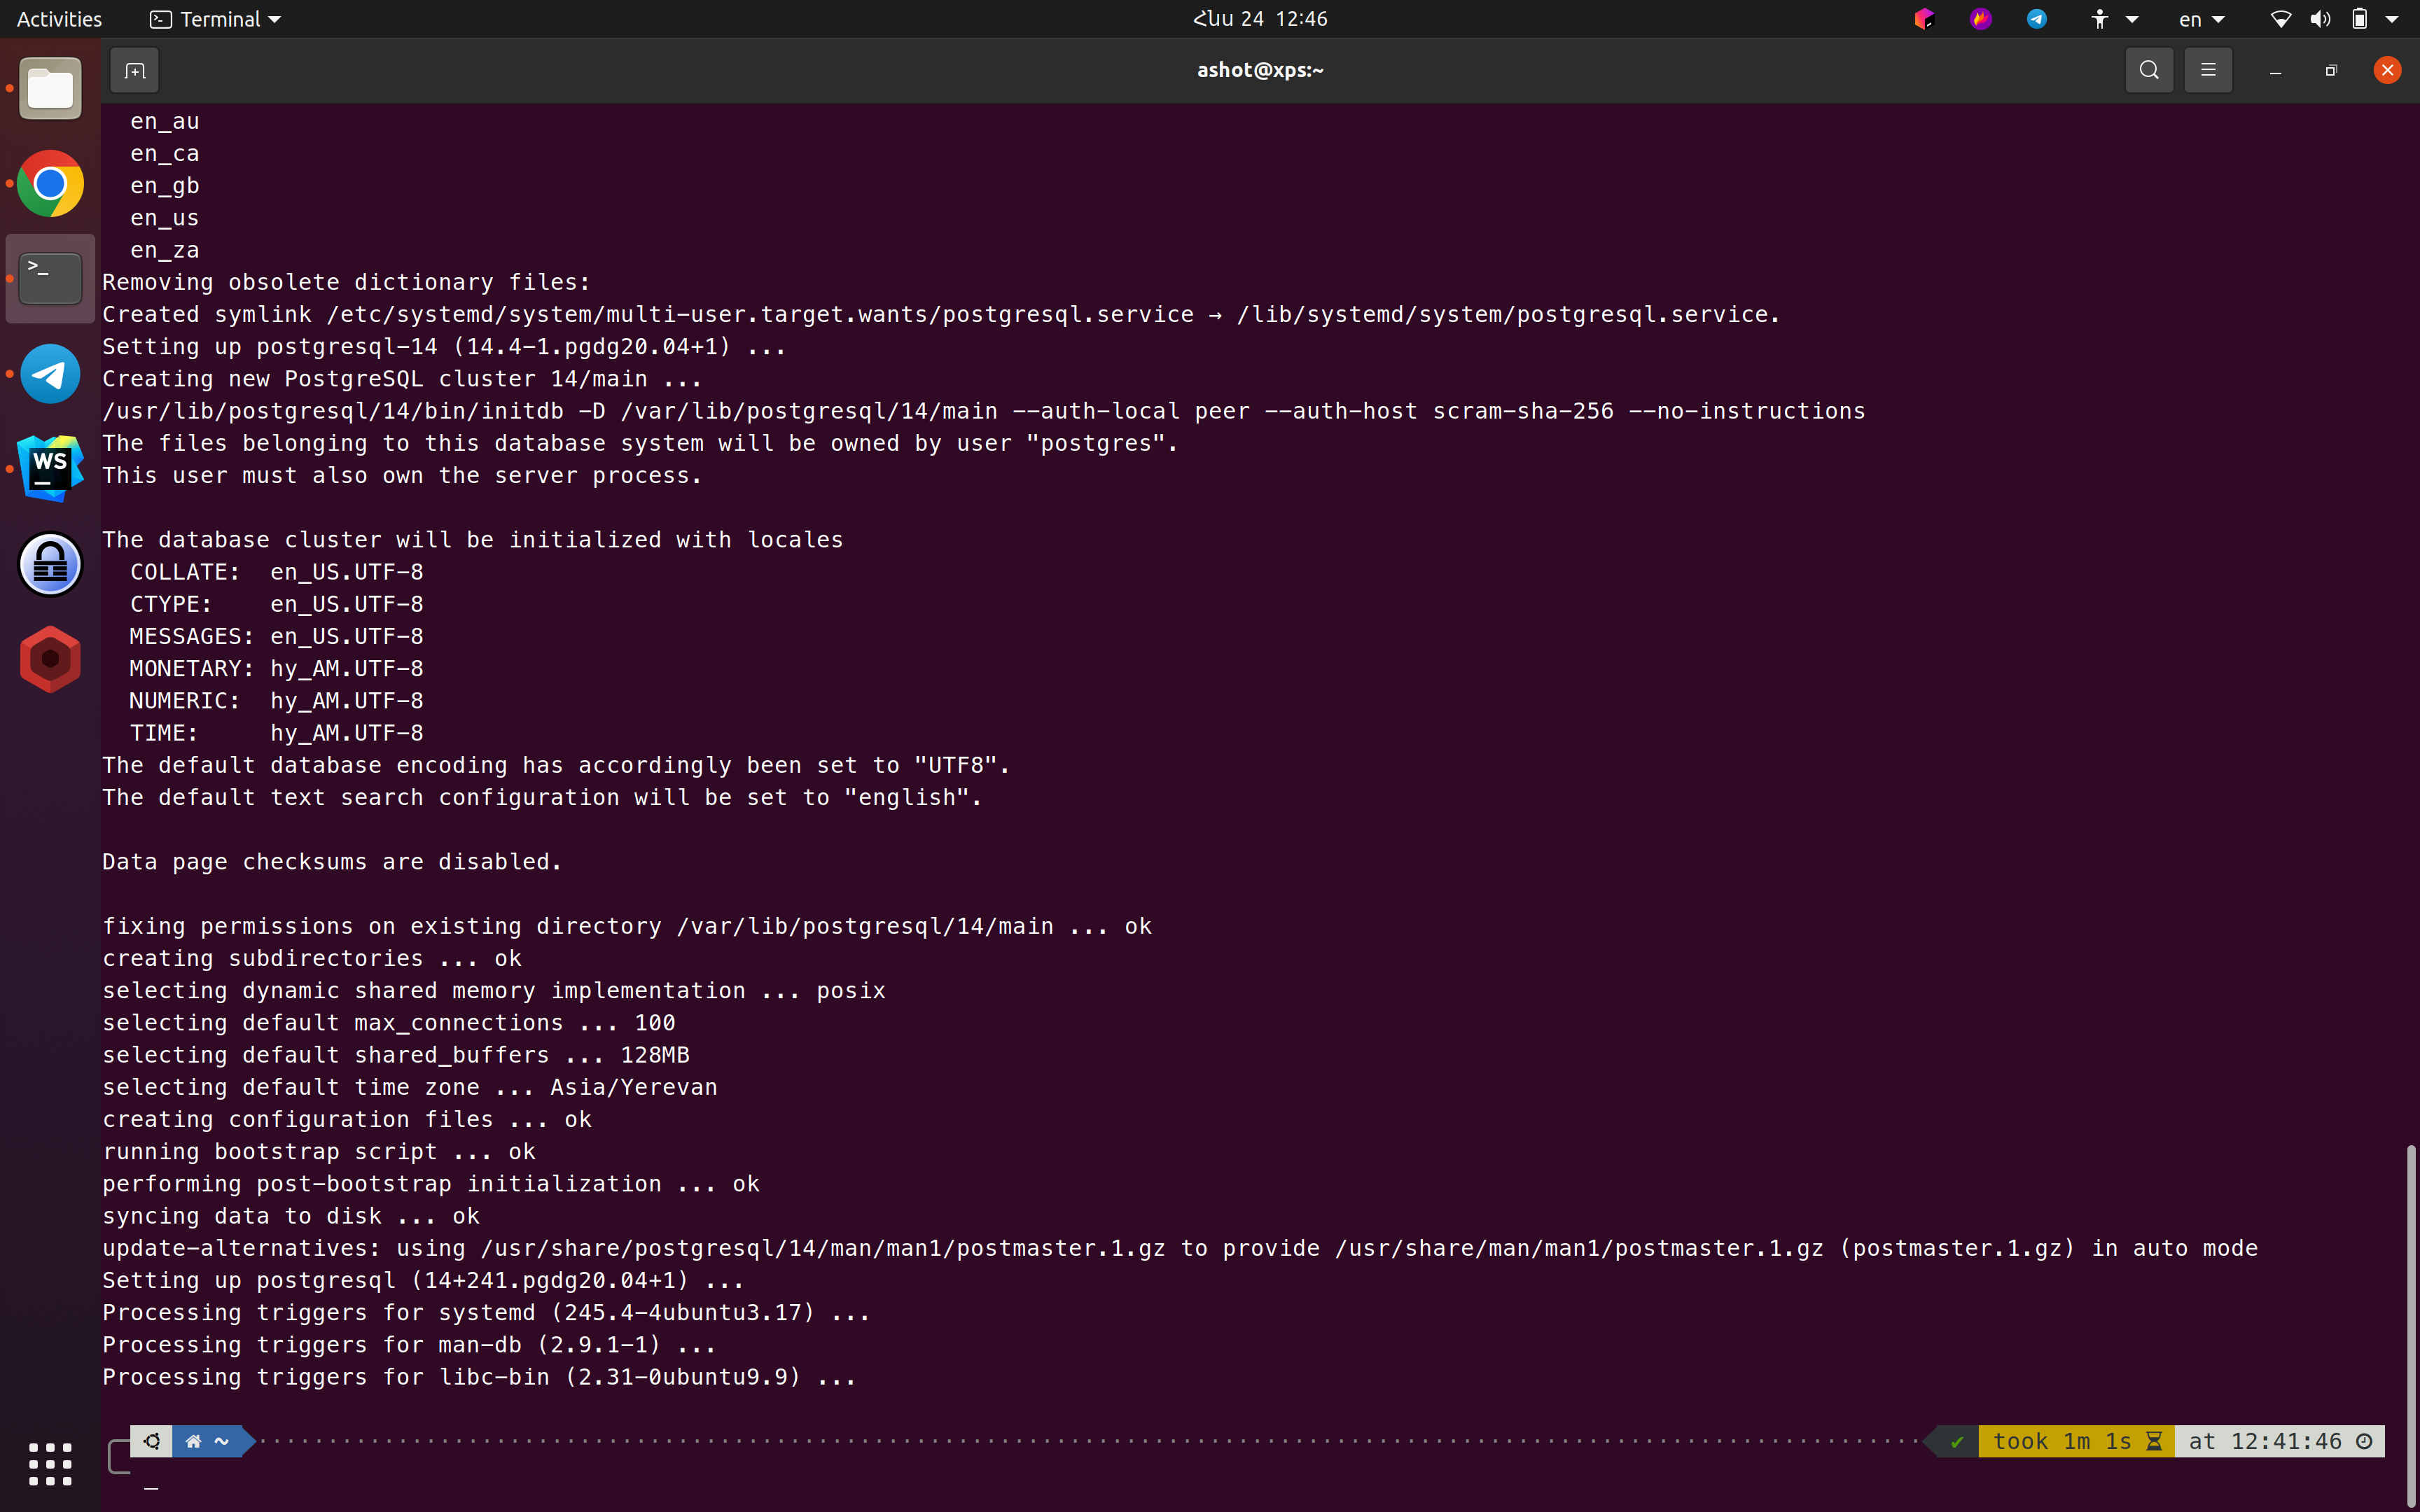 Activities Terminal Հլս 24 12:46 en
ashot@xps:~
en_au
en_ca
en_gb
en_us
en_za
Removing obsolete dictionary files:
Created symlink /etc/systemd/system/multi-user.target.wants/postgresql.service → /lib/systemd/system/postgresql.service.
Setting up postgresql-14 (14.4-1.pgdg20.04+1) ...
Creating new PostgreSQL cluster 14/main ...
/usr/lib/postgresql/14/bin/initdb -D /var/lib/postgresql/14/main --auth-local peer --auth-host scram-sha-256 --no-instructions
The files belonging to this database system will be owned by user "postgres".
This user must also own the server process.
The database cluster will be initialized with locales
COLLATE: en_US.UTF-8
CTYPE: en_US.UTF-8
MESSAGES: en_US.UTF-8
MONETARY: hy_AM.UTF-8
NUMERIC: hy_AM.UTF-8
TIME: hy_AM.UTF-8
The default database encoding has accordingly been set to "UTF8".
The default text search configuration will be set to "english".
Data page checksums are disabled.
fixing permissions on existing directory /var/lib/postgresql/14/main ... ok
creating subdirectories ... ok
selecting dynamic shared memory implementation ... posix
selecting default max_connections ... 100
selecting default shared_buffers ... 128MB
selecting default time zone ... Asia/Yerevan
creating configuration files ... ok
running bootstrap script ... ok
performing post-bootstrap initialization ... ok
syncing data to disk ... ok
update-alternatives: using /usr/share/postgresql/14/man/man1/postmaster.1.gz to provide /usr/share/man/man1/postmaster.1.gz (postmaster.1.gz) in auto mode
Setting up postgresql (14+241.pgdg20.04+1) ...
Processing triggers for systemd (245.4-4ubuntu3.17) ...
Processing triggers for man-db (2.9.1-1) ...
Processing triggers for libc-bin (2.31-0ubuntu9.9) ...
~ ✔ took 1m 1s at 12:41:46
WS